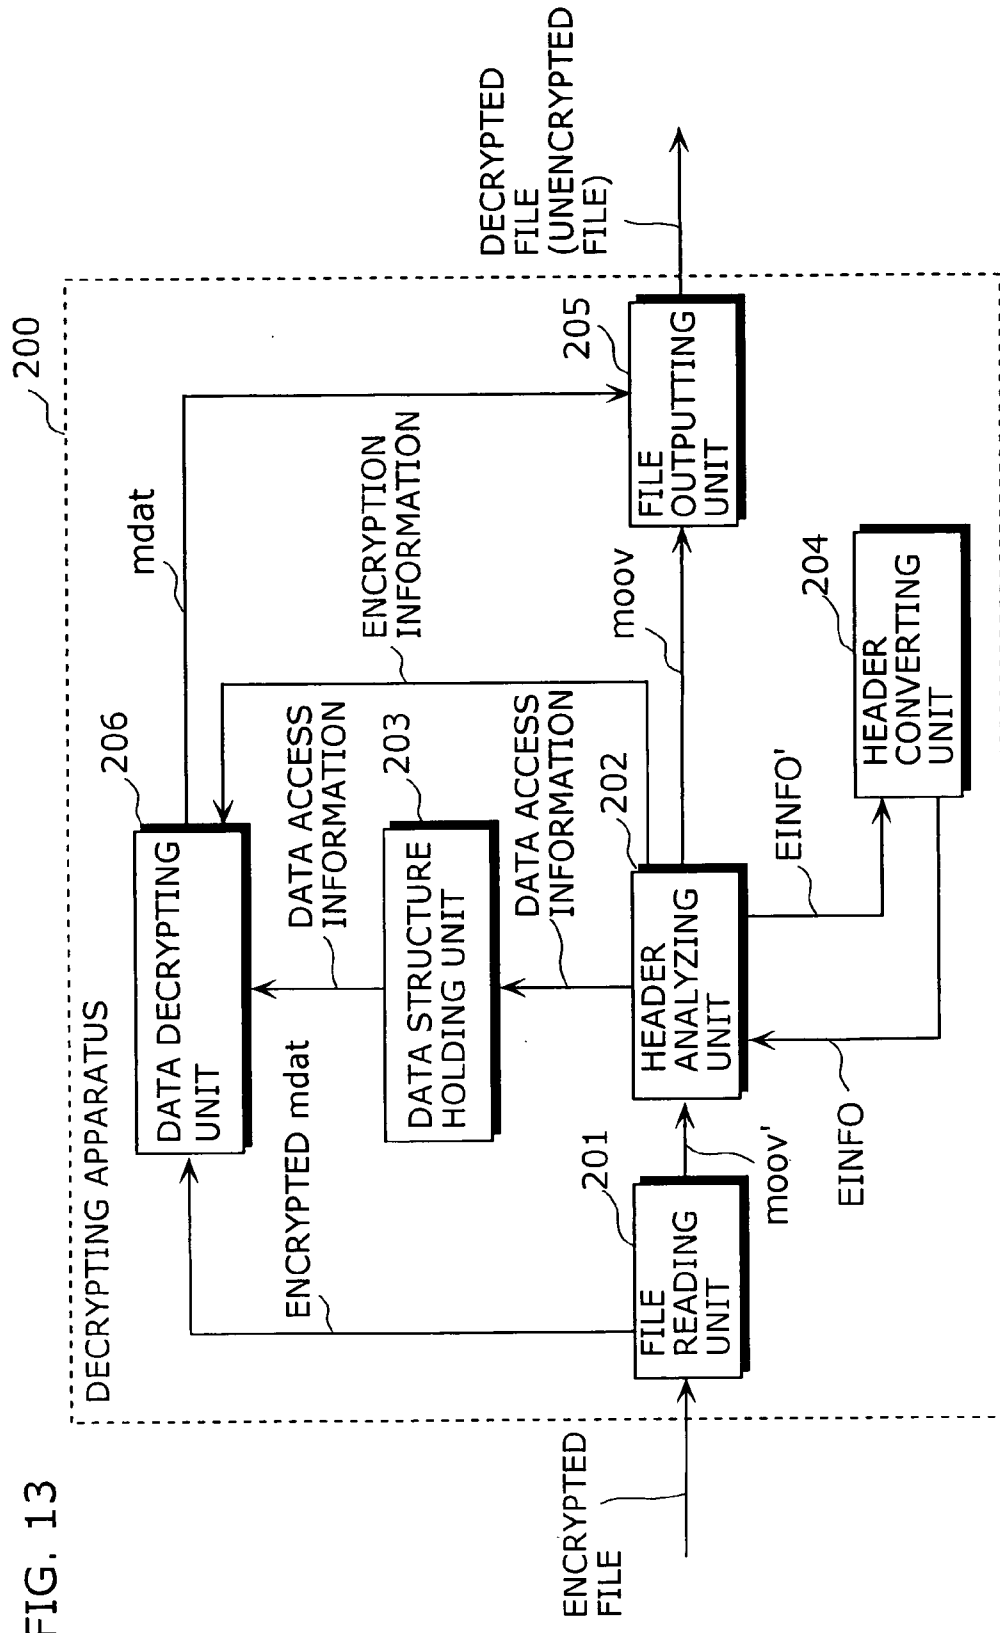 FIG. 13
200
DECRYPTING APPARATUS
206
mdat
DATA DECRYPTING
UNIT
ENCRYPTED mdat
DATA ACCESS
INFORMATION
ENCRYPTION
INFORMATION
203
DATA STRUCTURE
HOLDING UNIT
DATA ACCESS
INFORMATION
ENCRYPTED
FILE
201
FILE
READING
UNIT
moov'
202
HEADER
ANALYZING
UNIT
moov
205
FILE
OUTPUTTING
UNIT
DECRYPTED
FILE
(UNENCRYPTED
FILE)
EINFO
EINFO'
204
HEADER
CONVERTING
UNIT